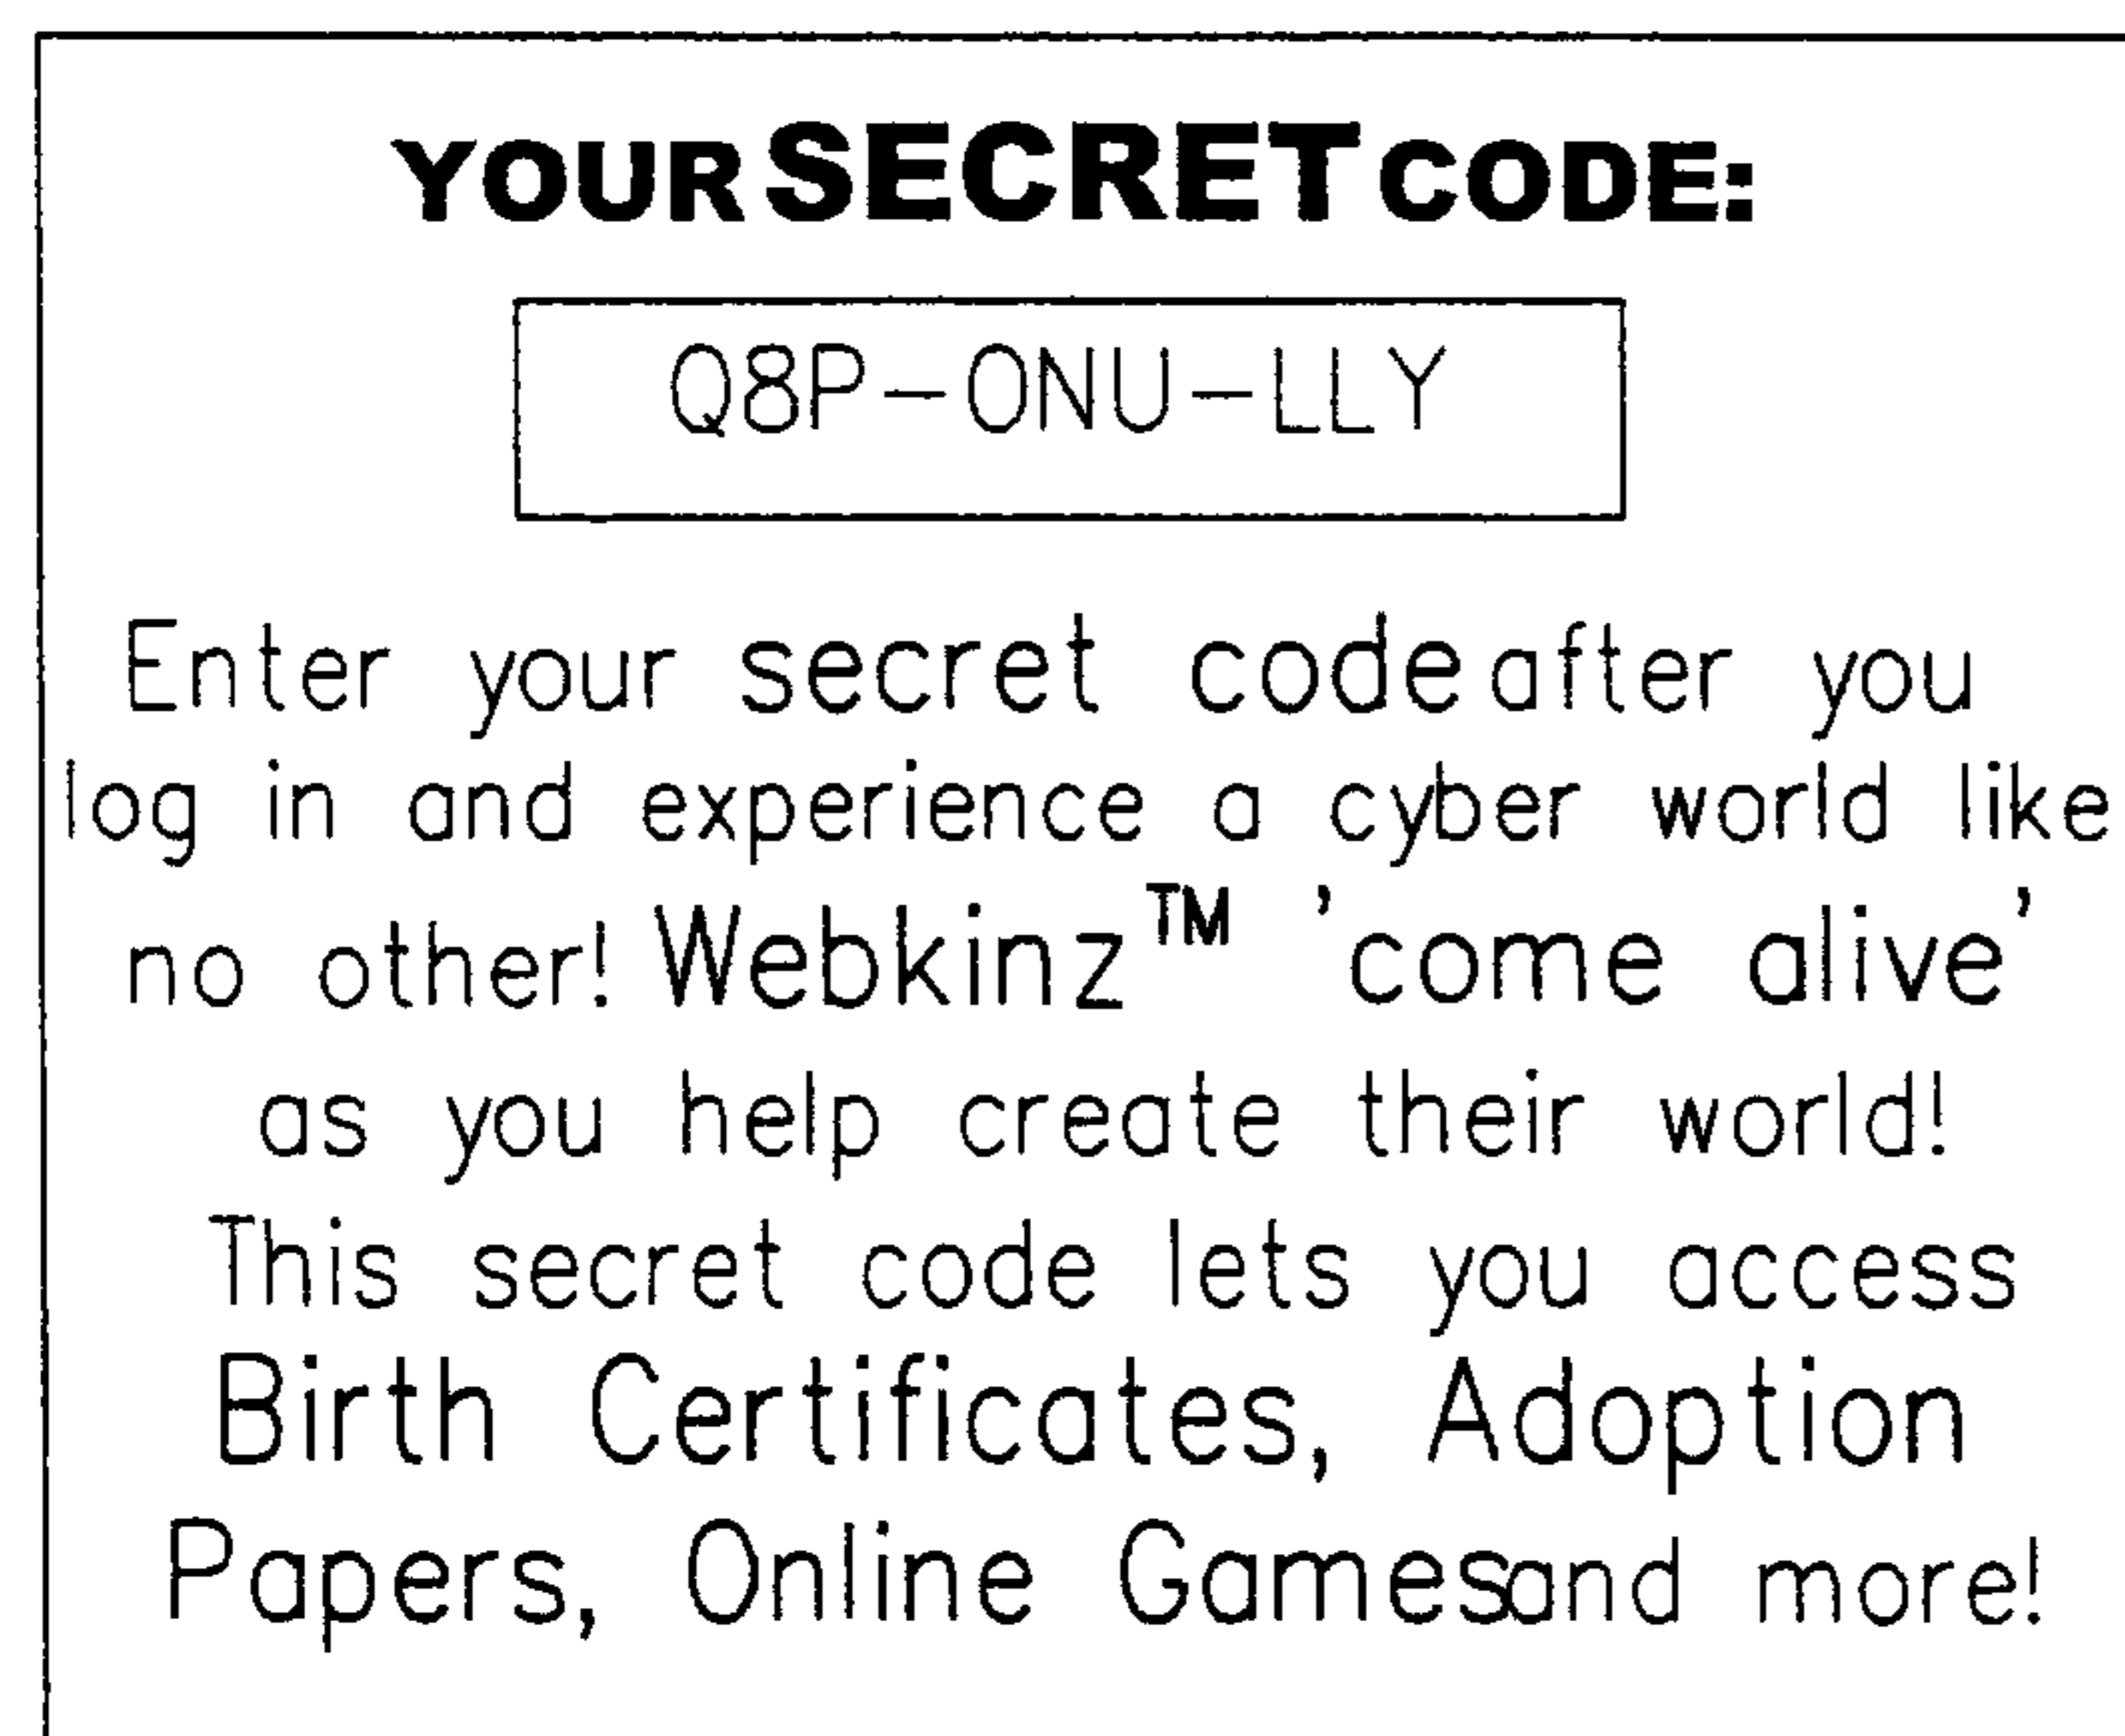 YOUR SECRET CODE:
Q8P-ONU-LLY
Enter your secret code after you
log in and experience a cyber world like
no other! Webkinz™ 'come alive'
as you help create their world!
This secret code lets you access
Birth Certificates, Adoption
Papers, Online Games and more!